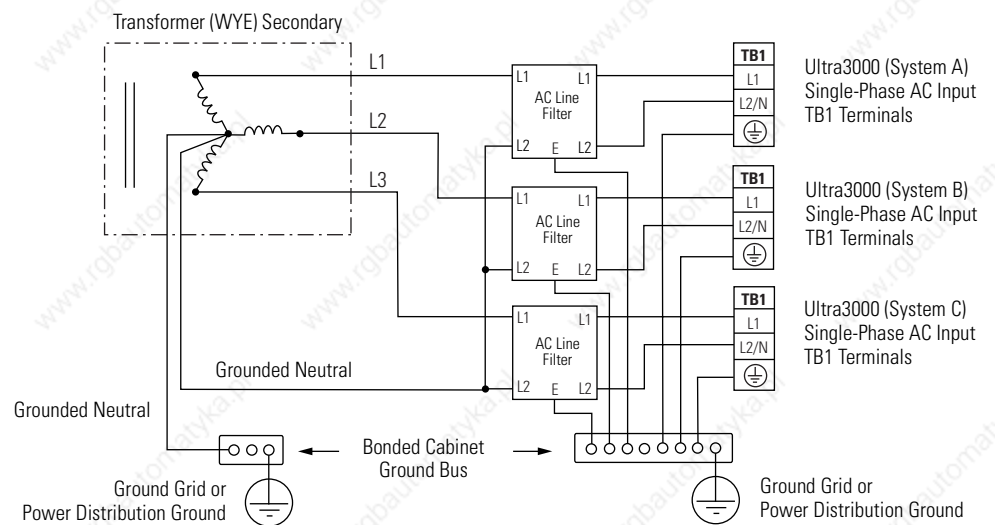 Transformer (WYE) Secondary
L1
L2
L3
L1 L1
AC Line
Filter
L2 E L2
TB1
L1
L2/N
Ultra3000 (System A)
Single-Phase AC Input
TB1 Terminals
L1 L1
AC Line
Filter
L2 E L2
TB1
L1
L2/N
Ultra3000 (System B)
Single-Phase AC Input
TB1 Terminals
L1 L1
AC Line
Filter
L2 E L2
TB1
L1
L2/N
Ultra3000 (System C)
Single-Phase AC Input
TB1 Terminals
Grounded Neutral
Grounded Neutral
Bonded Cabinet
Ground Bus
Ground Grid or
Power Distribution Ground
Ground Grid or
Power Distribution Ground
www.rgbautomatyka.pl